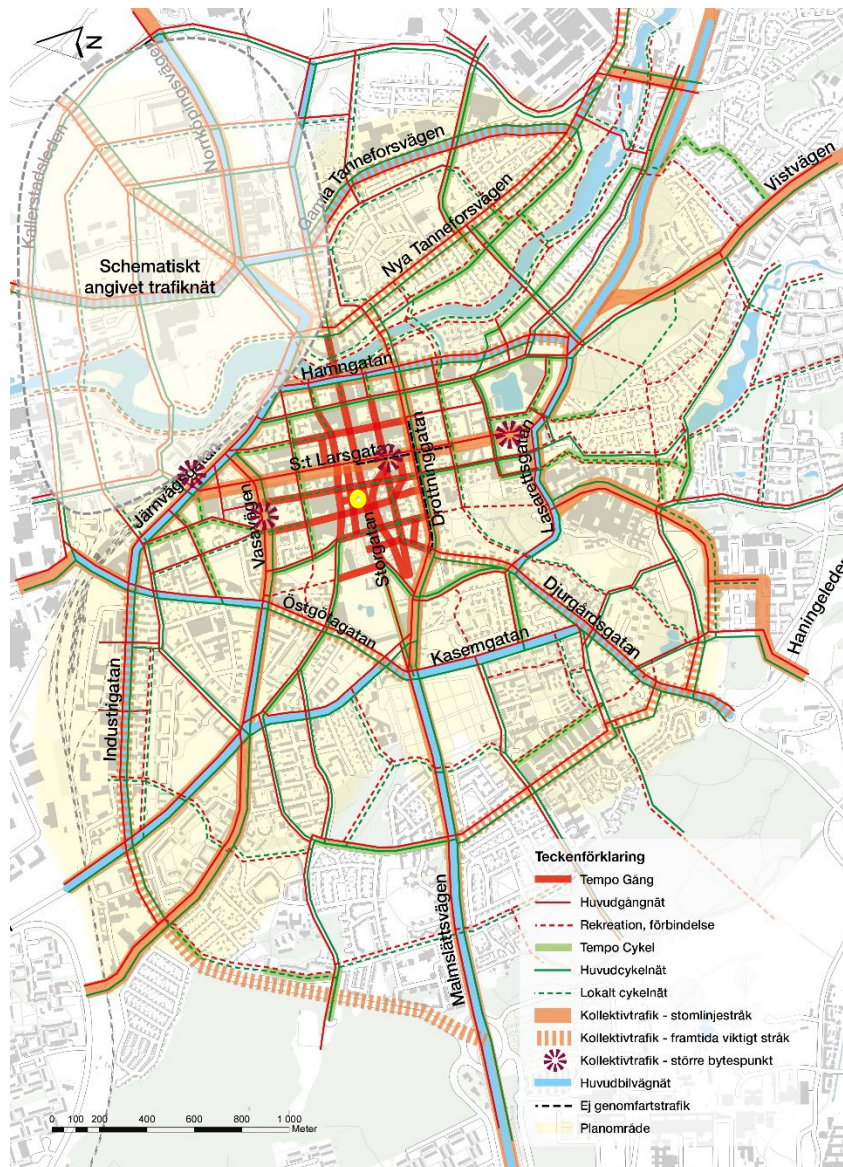 N
Kallerstadsleden
Norrköpingsvägen
Gamla Tanneforsvägen
Nya Tanneforsvägen
Vistvägen
Schematiskt
angivet trafiknät
Hamngatan
S:t Larsgatan
Drottninggatan
Lasarettsgatan
Järnvägsgatan
Vasavägen
Storgatan
Östgötagatan
Kaserngatan
Djurgårdsgatan
Haningeleden
Industrigatan
Malmslättsvägen
Teckenförklaring
Tempo Gång
Huvudgångnät
Rekreation, förbindelse
Tempo Cykel
Huvudcykelnät
Lokalt cykelnät
Kollektivtrafik - stomlinjestråk
Kollektivtrafik - framtida viktigt stråk
Kollektivtrafik - större bytespunkt
Huvudbilvägnät
Ej genomfartstrafik
Planområde
0 100 200 400 600 800 1 000
Meter